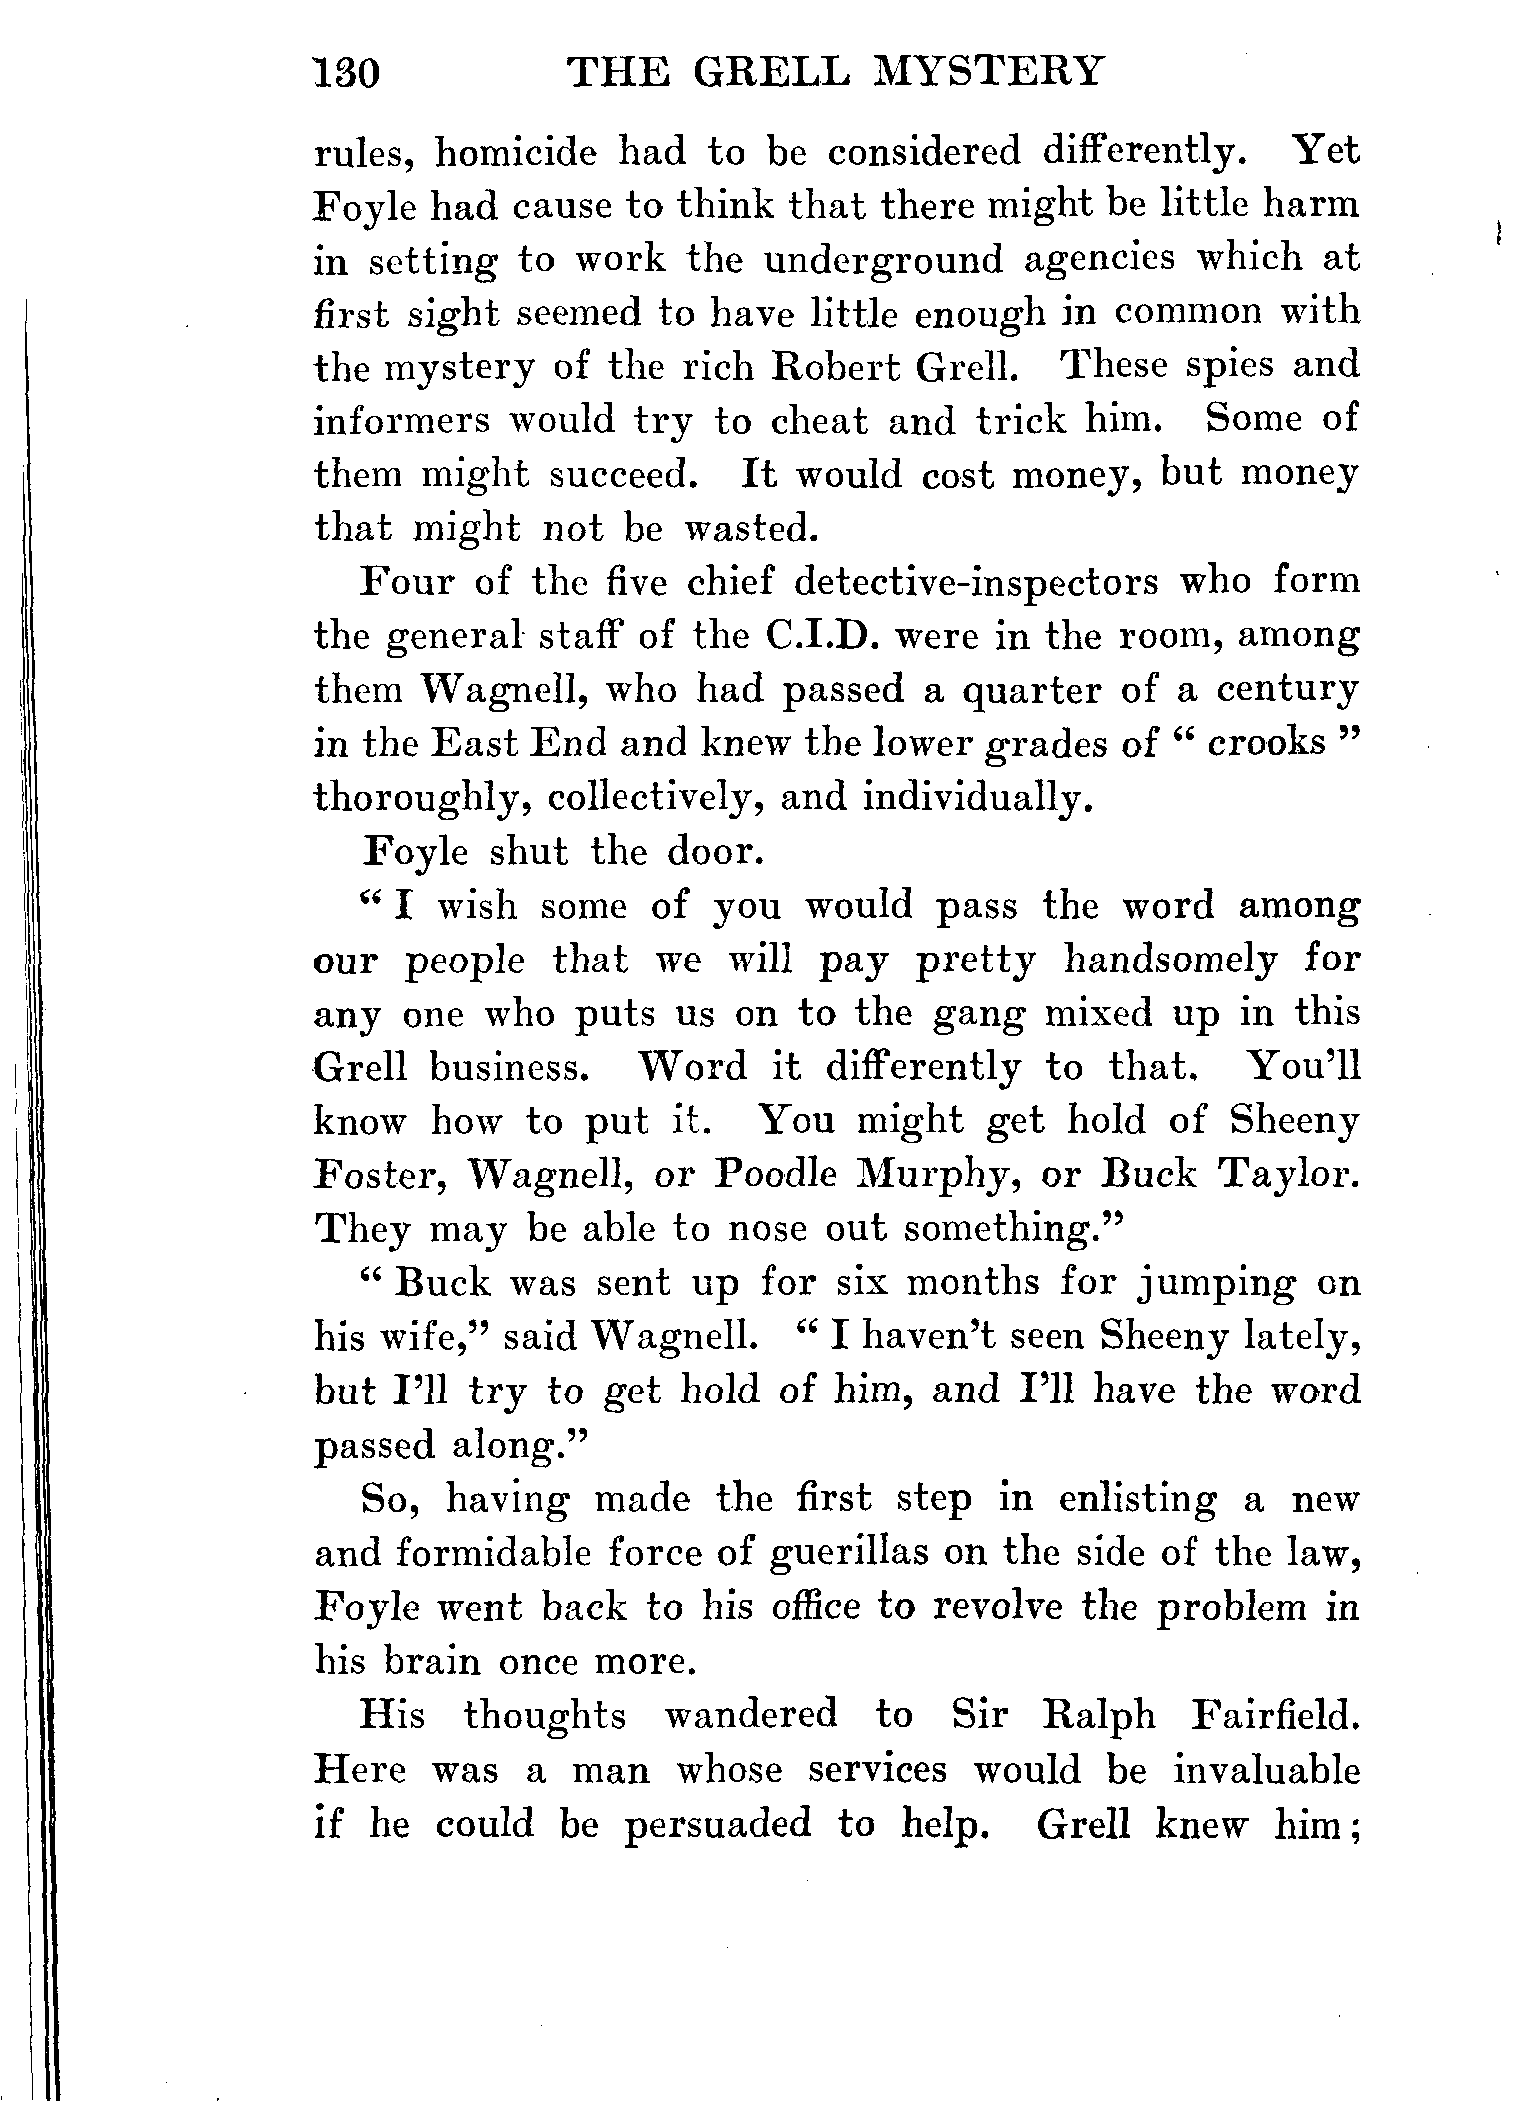 130 THE GRELL MYSTERY
rules, homicide had to be considered differently. Yet
Foyle had cause to think that there might be little harm
in setting to work the underground agencies which at
first sight seemed to have little enough in common with
the mystery of the rich Robert Grell. These spies and
informers would try to cheat and trick him. Some of
them might succeed. It would cost money, but money
that might not be wasted.
Four of the five chief detective-inspectors who form
the general staff of the C.I.D. were in the room, among
them Wagnell, who had passed a quarter of a century
in the East End and knew the lower grades of “ crooks ”
thoroughly, collectively, and individually.
Foyle shut the door.
“ I wish some of you would pass the word among
our people that we will pay pretty handsomely for
any one who puts us on to the gang mixed up in this
Grell business. Word it differently to that. You’ll
know how to put it. You might get hold of Sheeny
Foster, Wagnell, or Poodle Murphy, or Buck Taylor.
They may be able to nose out something.”
“ Buck was sent up for six months for jumping on
his wife,” said Wagnell. “ I haven’t seen Sheeny lately,
but I’ll try to get hold of him, and I’ll have the word
passed along.”
So, having made the first step in enlisting a new
and formidable force of guerillas on the side of the law,
Foyle went back to his office to revolve the problem in
his brain once more.
His thoughts wandered to Sir Ralph Fairfield.
Here was a man whose services would be invaluable
if he could be persuaded to help. Grell knew him ;